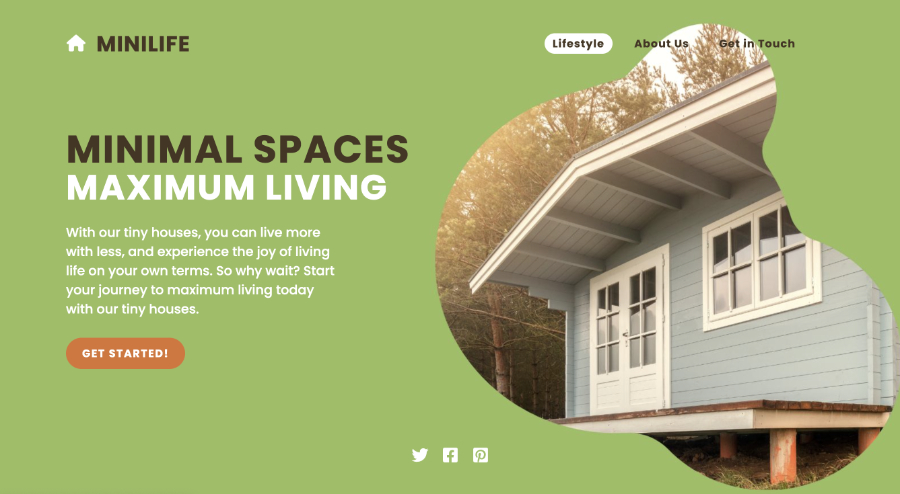 MINILIFE
Lifestyle About Us Get in Touch
MINIMAL SPACES
MAXIMUM LIVING
With our tiny houses, you can live more
with less, and experience the joy of living
life on your own terms. So why wait? Start
your journey to maximum living today
with our tiny houses.
GET STARTED!